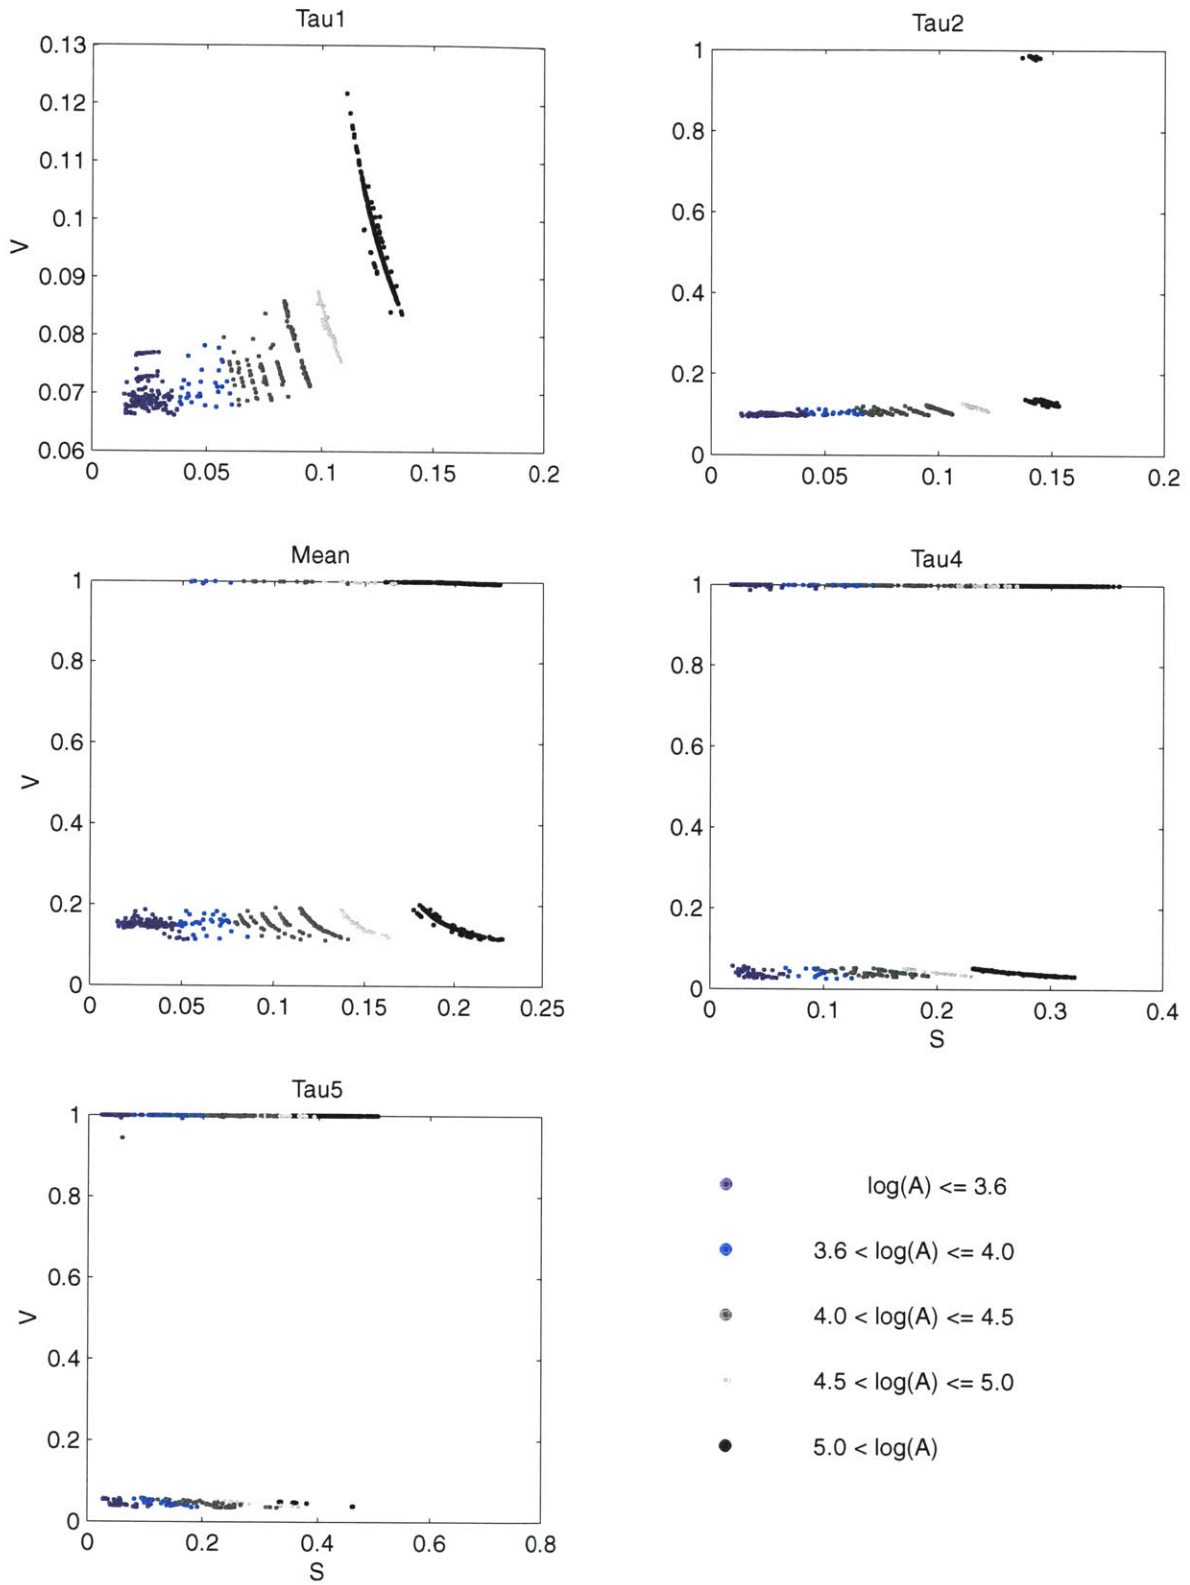 Tau1
0.13
0.12
0.11
0.1
0.09
0.08
0.07
0.06
V
0 0.05 0.1 0.15 0.2
Tau2
1
0.8
0.6
0.4
0.2
0
0 0.05 0.1 0.15 0.2
Mean
1
0.8
0.6
0.4
0.2
0
V
0 0.05 0.1 0.15 0.2 0.25
Tau4
1
0.8
0.6
0.4
0.2
0
0 0.1 0.2 0.3 0.4
S
Tau5
1
0.8
0.6
0.4
0.2
0
V
0 0.2 0.4 0.6 0.8
S
log(A) <= 3.6
3.6 < log(A) <= 4.0
4.0 < log(A) <= 4.5
4.5 < log(A) <= 5.0
5.0 < log(A)